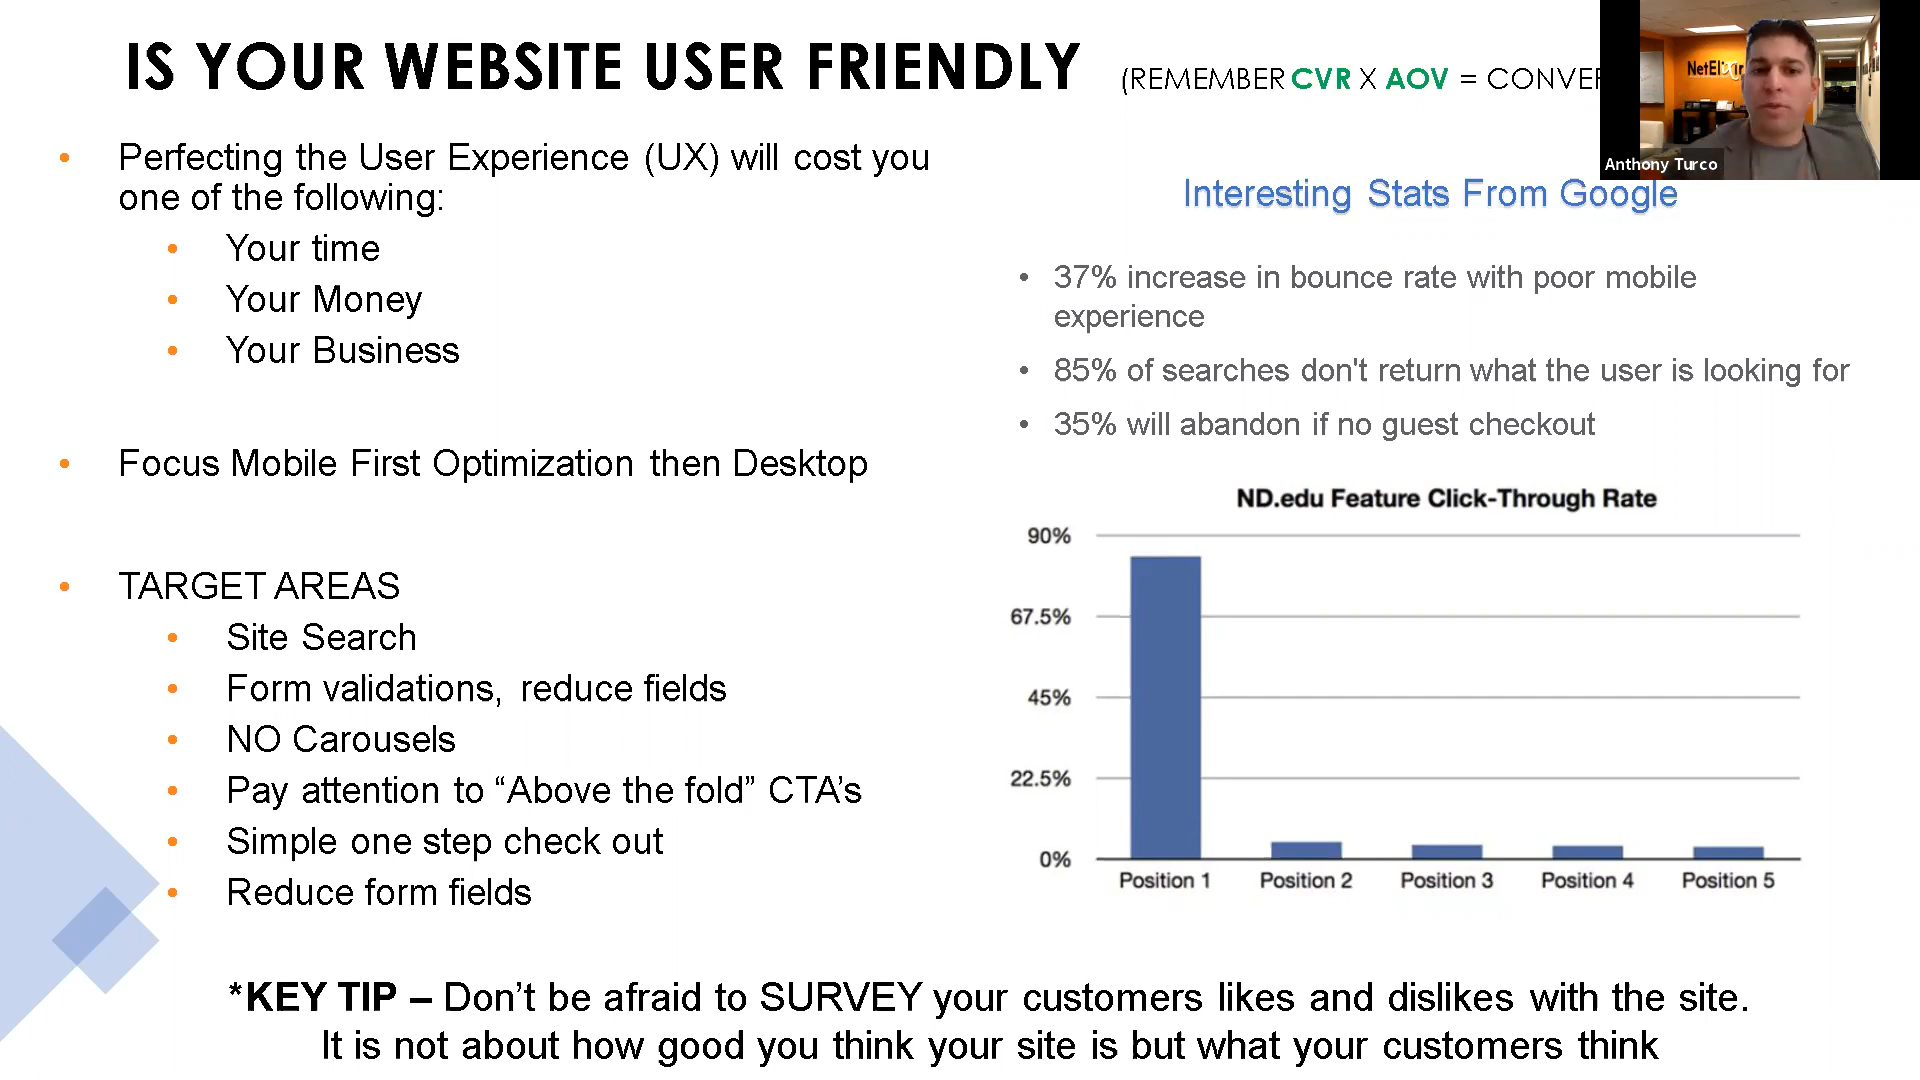 IS YOUR WEBSITE USER FRIENDLY (REMEMBER CVR X AOV = 
Anthony Turco
Perfecting the User Experience (UX) will cost you
one of the following:
Your time
Your Money
Your Business
Focus Mobile First Optimization then Desktop
TARGET AREAS
Site Search
Form validations, reduce fields
NO Carousels
Pay attention to “Above the fold” CTA’s
Simple one step check out
Reduce form fields
Interesting Stats From Google
37% increase in bounce rate with poor mobile
experience
85% of searches don't return what the user is looking for
35% will abandon if no guest checkout
ND.edu Feature Click-Through Rate
90%
67.5%
45%
22.5%
0%
Position 1 Position 2 Position 3 Position 4 Position 5
*KEY TIP – Don’t be afraid to SURVEY your customers likes and dislikes with the site.
It is not about how good you think your site is but what your customers think